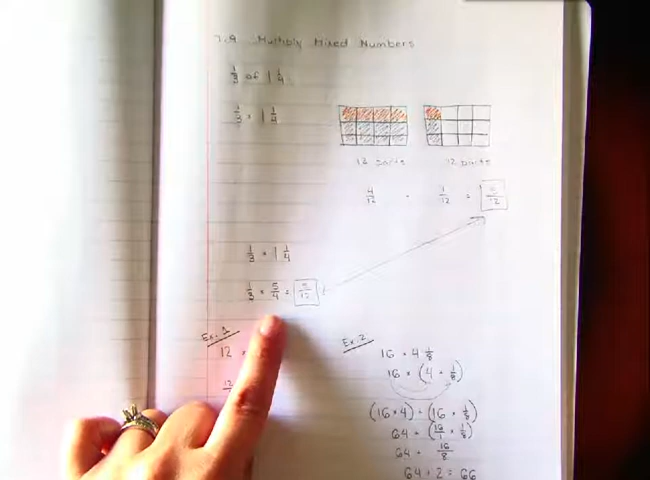 7.9 Multiply Mixed Numbers
1/3 of 1 1/4
1/3 × 1 1/4
12 parts 12 parts
4/12 + 1/12 = 5/12
1/3 × 1 1/4
1/3 × 5/4 = 5/12
Ex. 1
12 ×
12
Ex. 2
16 × 4 1/8
16 × (4 + 1/8)
(16 × 4) + (16 × 1/8)
64 + (16/1 × 1/8)
64 + 16/8
64 + 2 = 66